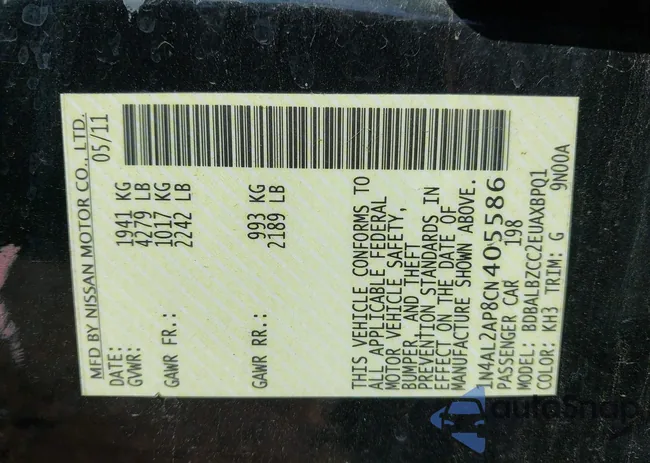 MFD BY NISSAN MOTOR CO., LTD.
DATE: 05/11
GVWR: 1941 KG
4279 LB
GAWR FR.: 1017 KG
2242 LB
GAWR RR.: 993 KG
2189 LB
THIS VEHICLE CONFORMS TO
ALL APPLICABLE FEDERAL
MOTOR VEHICLE SAFETY,
BUMPER, AND THEFT
PREVENTION STANDARDS IN
EFFECT ON THE DATE OF
MANUFACTURE SHOWN ABOVE.
1N4AL2AP8CN405586
PASSENGER CAR 198
MODEL: BDBALBZCCZEUAXBP01
COLOR: KH3 TRIM: G 9N00A
autoSnap